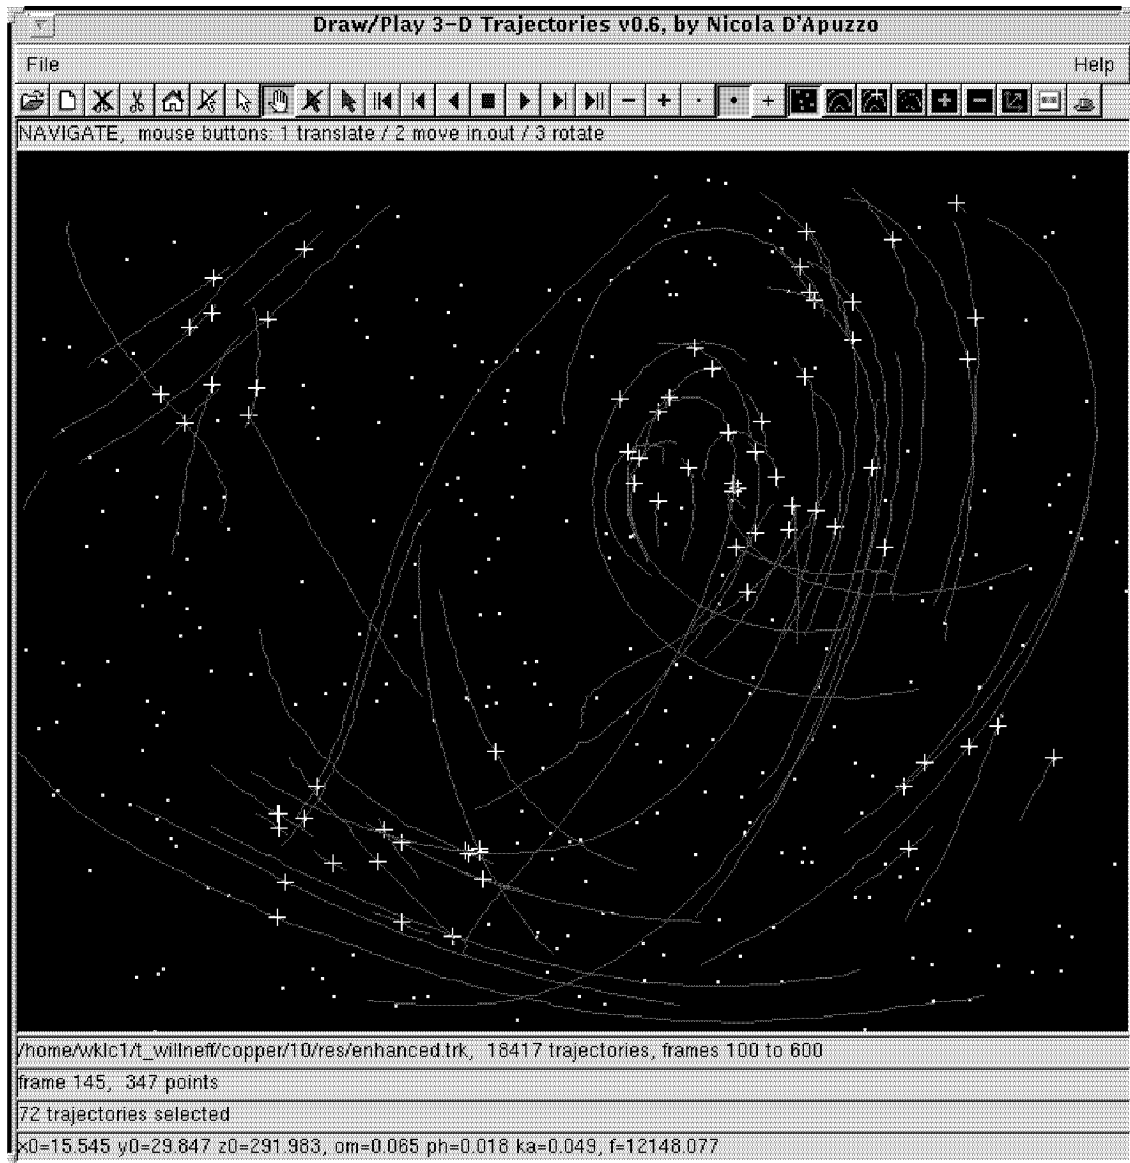 Draw/Play 3-D Trajectories v0.6, by Nicola D'Apuzzo
File Help
NAVIGATE, mouse buttons: 1 translate / 2 move in.out / 3 rotate
/home/wklc1/t_willneff/copper/10/res/enhanced.trk, 18417 trajectories, frames 100 to 600
frame 145, 347 points
72 trajectories selected
x0=15.545 y0=29.847 z0=291.983, om=0.065 ph=0.018 ka=0.049, f=12148.077